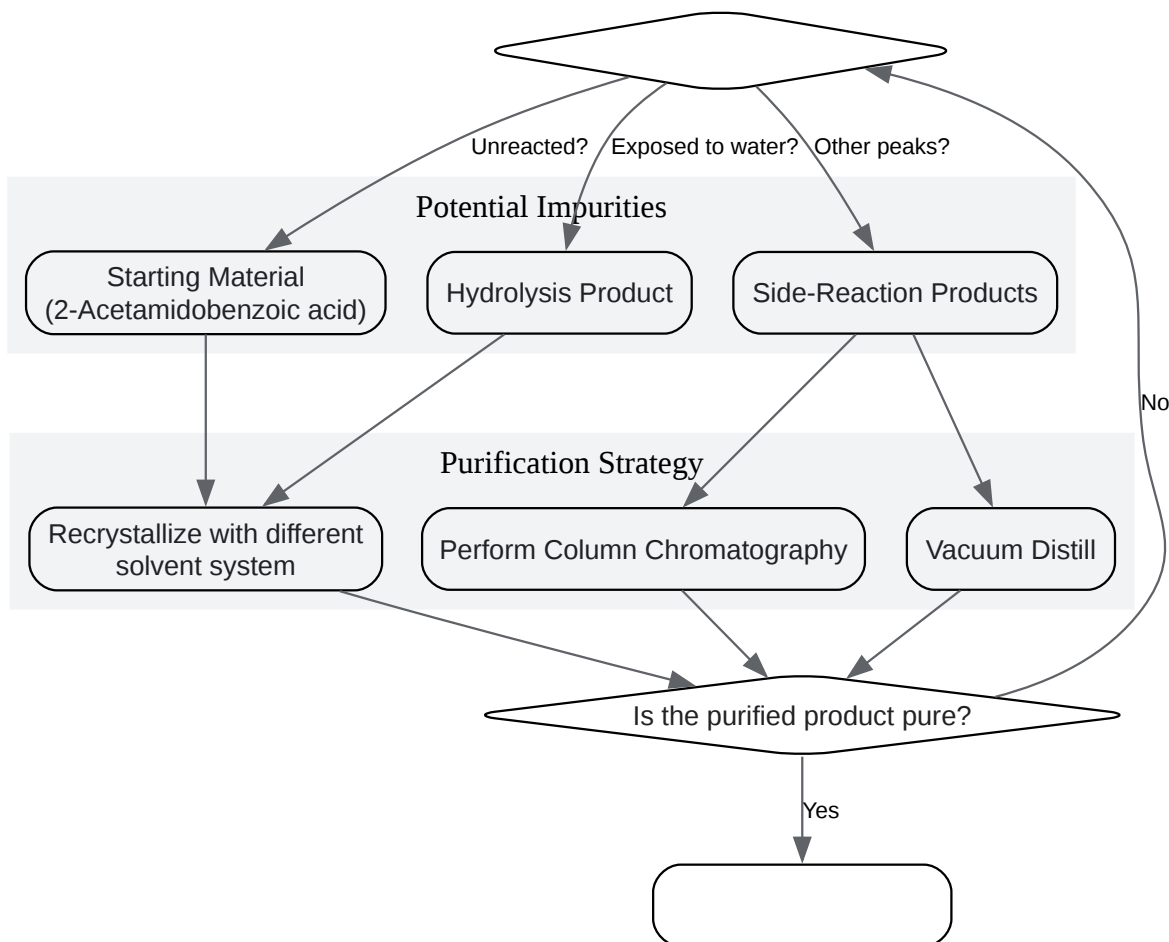 Unreacted?
Exposed to water?
Other peaks?
Potential Impurities
Starting Material
(2-Acetamidobenzoic acid)
Hydrolysis Product
Side-Reaction Products
No
Purification Strategy
Recrystallize with different
solvent system
Perform Column Chromatography
Vacuum Distill
Is the purified product pure?
Yes